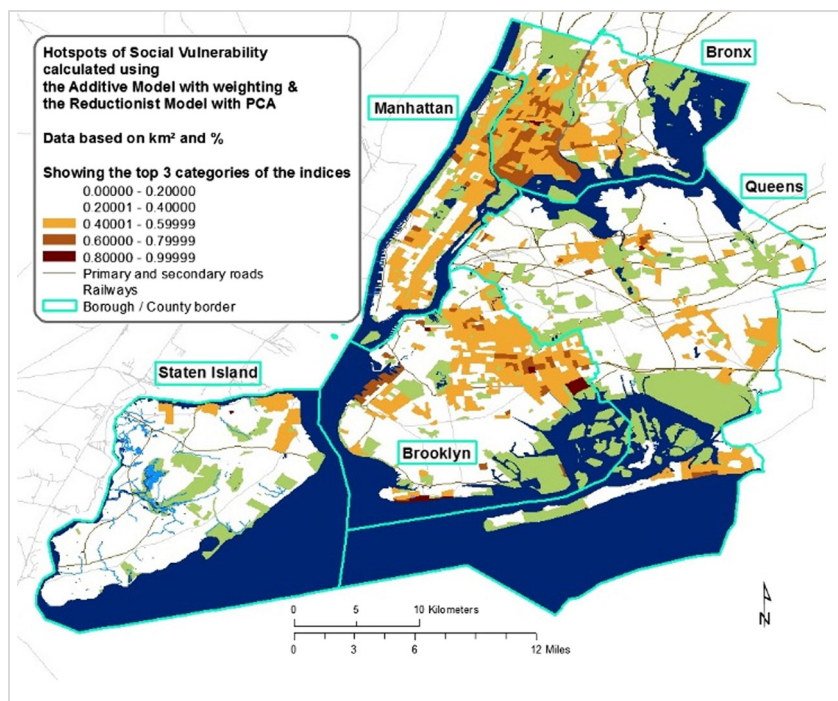 Hotspots of Social Vulnerability
calculated using
the Additive Model with weighting &
the Reductionist Model with PCA
Data based on km² and %
Showing the top 3 categories of the indices
0.00000 - 0.20000
0.20001 - 0.40000
0.40001 - 0.59999
0.60000 - 0.79999
0.80000 - 0.99999
Primary and secondary roads
Railways
Borough / County border
Bronx
Manhattan
Queens
Staten Island
Brooklyn
0 5 10 Kilometers
0 3 6 12 Miles
N